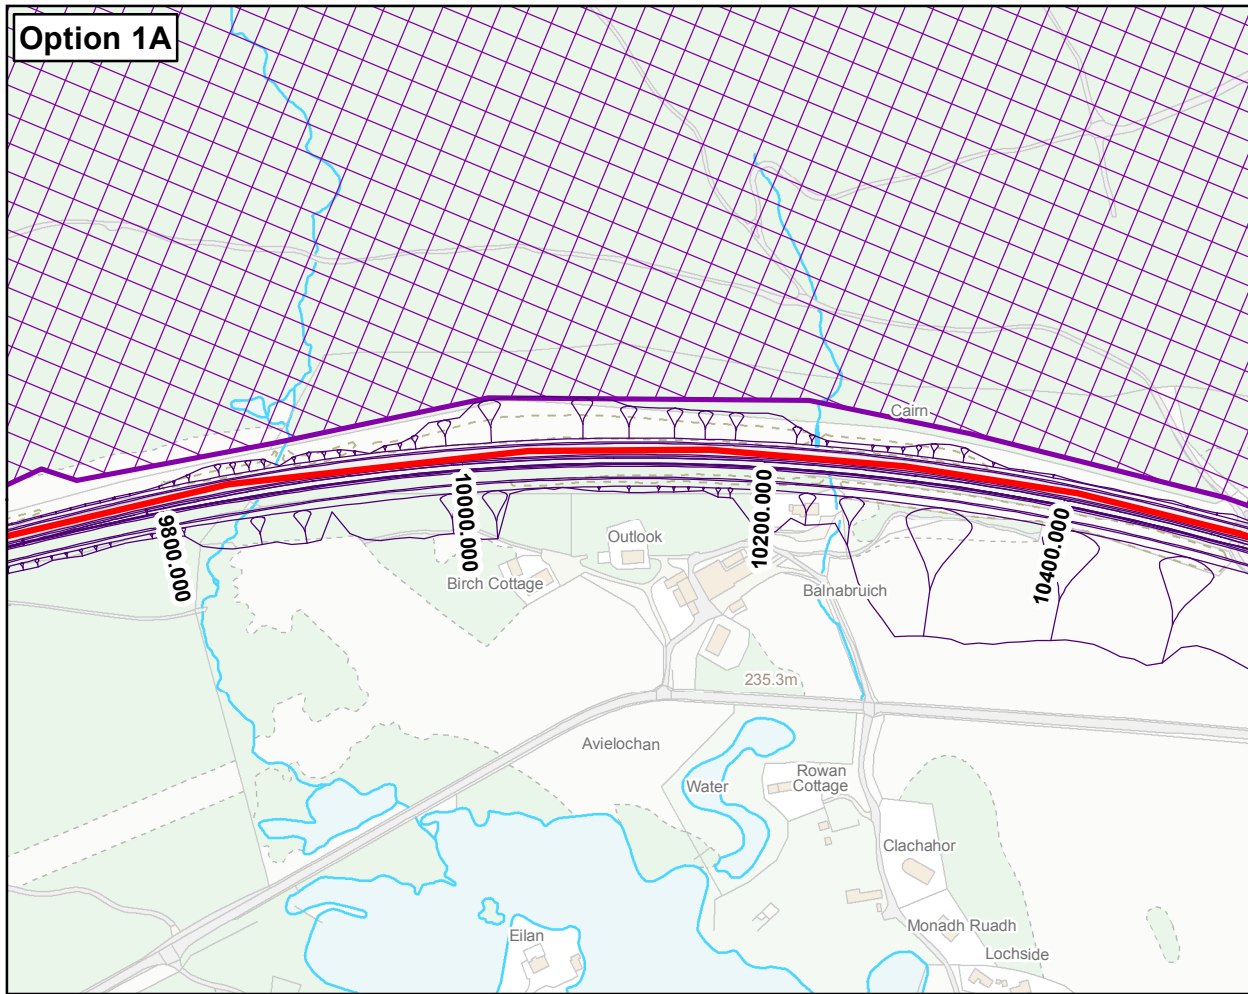 Option 1A
Cairn
9800.000
10000.000
10200.000
10400.000
Outlook
Birch Cottage
Balnabruich
235.3m
Avielochan
Water
Rowan
Cottage
Clachahor
Monadh Ruadh
Eilan
Lochside